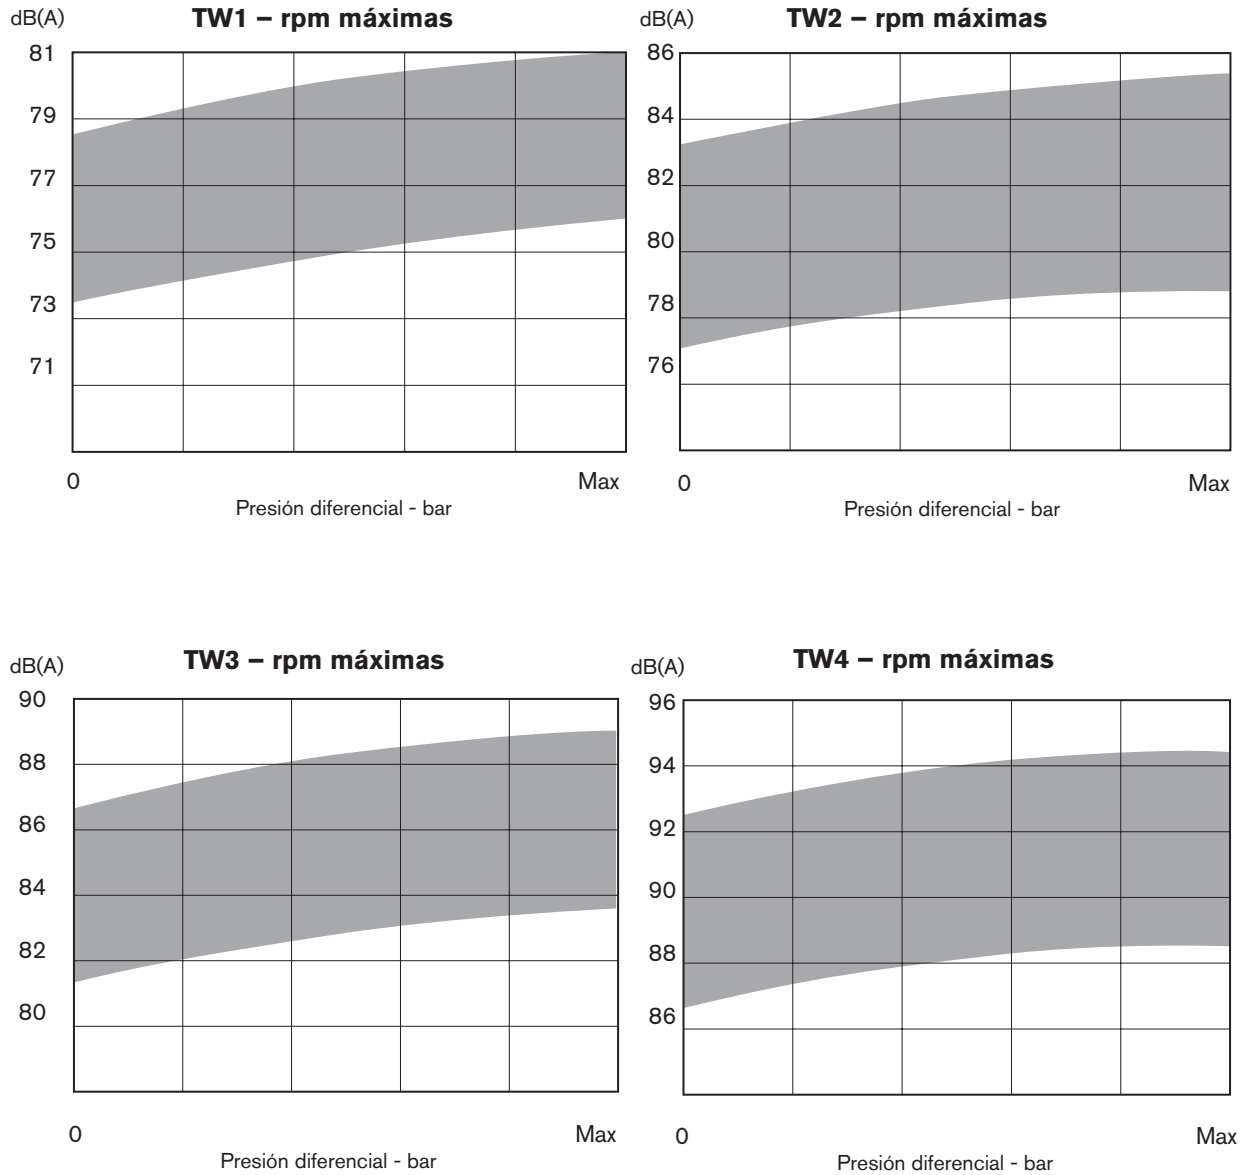 dB(A)
TW1 – rpm máximas
81
79
77
75
73
71
0
Max
Presión diferencial - bar
dB(A)
TW2 – rpm máximas
86
84
82
80
78
76
0
Max
Presión diferencial - bar
dB(A)
TW3 – rpm máximas
90
88
86
84
82
80
0
Max
Presión diferencial - bar
dB(A)
TW4 – rpm máximas
96
94
92
90
88
86
0
Max
Presión diferencial - bar